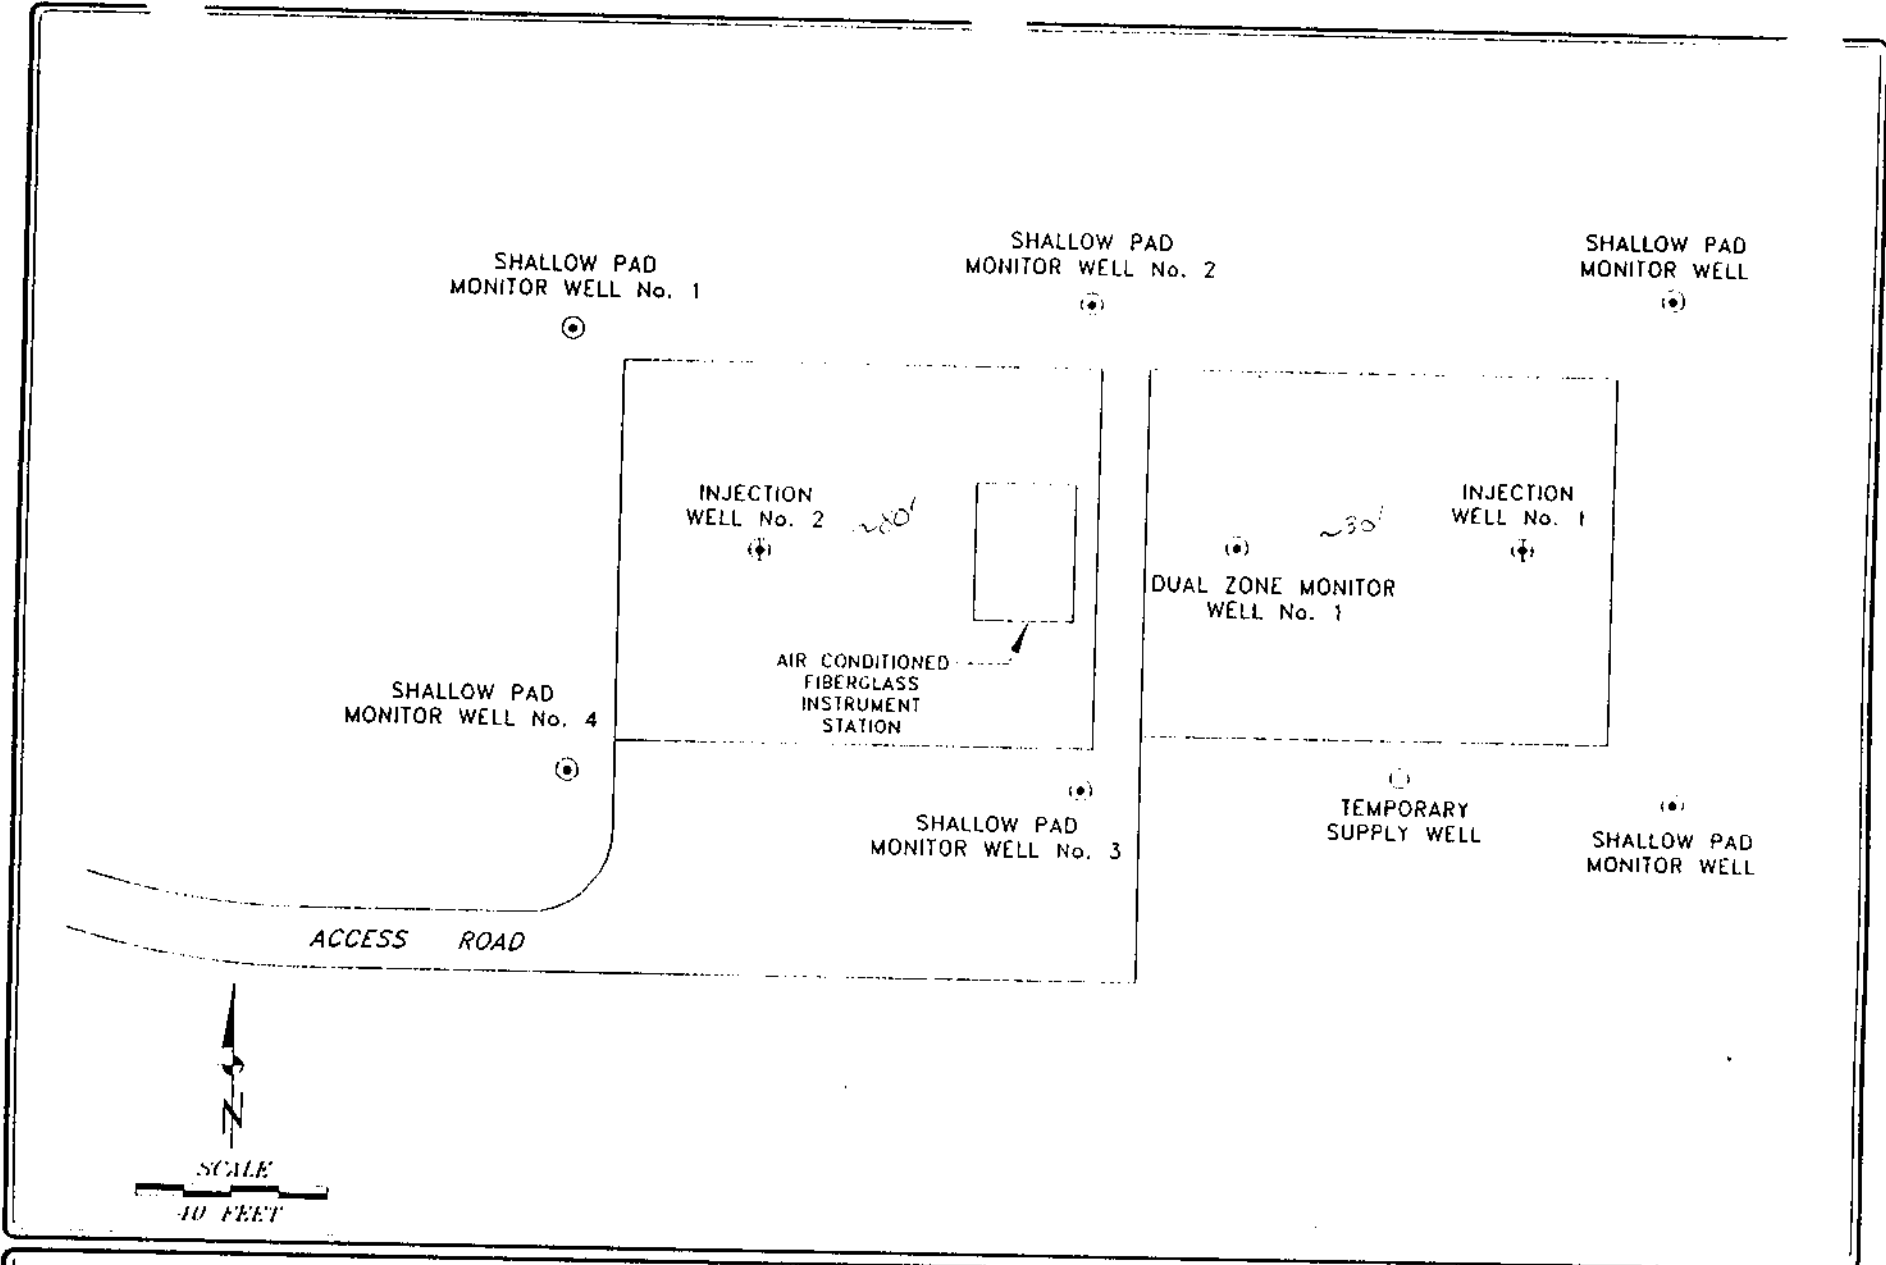 SHALLOW PAD
MONITOR WELL No. 1
SHALLOW PAD
MONITOR WELL No. 2
SHALLOW PAD
MONITOR WELL
INJECTION
WELL No. 2
~80'
~30'
INJECTION
WELL No. 1
DUAL ZONE MONITOR
WELL No. 1
AIR CONDITIONED
FIBERGLASS
INSTRUMENT
STATION
SHALLOW PAD
MONITOR WELL No. 4
SHALLOW PAD
MONITOR WELL No. 3
TEMPORARY
SUPPLY WELL
SHALLOW PAD
MONITOR WELL
ACCESS ROAD
N
SCALE
40 FEET